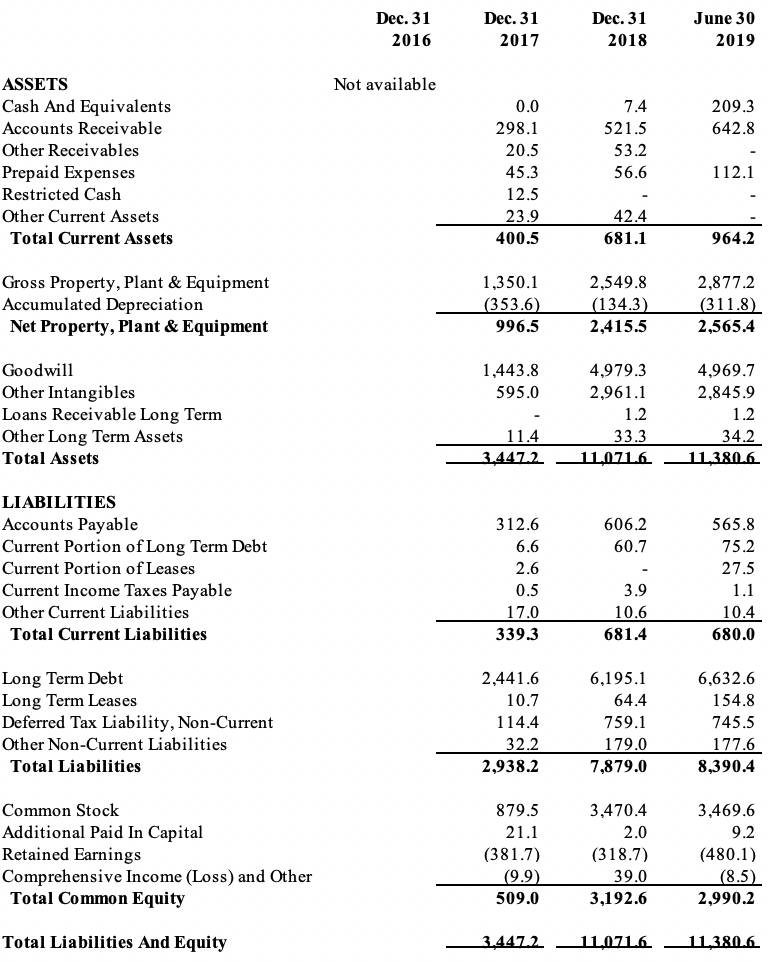 Dec. 31 Dec. 31 Dec. 31 June 30
2016 2017 2018 2019
ASSETS Not available
Cash And Equivalents 0.0 7.4 209.3
Accounts Receivable 298.1 521.5 642.8
Other Receivables 20.5 53.2 -
Prepaid Expenses 45.3 56.6 112.1
Restricted Cash 12.5 - -
Other Current Assets 23.9 42.4 -
Total Current Assets 400.5 681.1 964.2
Gross Property, Plant & Equipment 1,350.1 2,549.8 2,877.2
Accumulated Depreciation (353.6) (134.3) (311.8)
Net Property, Plant & Equipment 996.5 2,415.5 2,565.4
Goodwill 1,443.8 4,979.3 4,969.7
Other Intangibles 595.0 2,961.1 2,845.9
Loans Receivable Long Term - 1.2 1.2
Other Long Term Assets 11.4 33.3 34.2
Total Assets 3,447.2 11,071.6 11,380.6
LIABILITIES
Accounts Payable 312.6 606.2 565.8
Current Portion of Long Term Debt 6.6 60.7 75.2
Current Portion of Leases 2.6 - 27.5
Current Income Taxes Payable 0.5 3.9 1.1
Other Current Liabilities 17.0 10.6 10.4
Total Current Liabilities 339.3 681.4 680.0
Long Term Debt 2,441.6 6,195.1 6,632.6
Long Term Leases 10.7 64.4 154.8
Deferred Tax Liability, Non-Current 114.4 759.1 745.5
Other Non-Current Liabilities 32.2 179.0 177.6
Total Liabilities 2,938.2 7,879.0 8,390.4
Common Stock 879.5 3,470.4 3,469.6
Additional Paid In Capital 21.1 2.0 9.2
Retained Earnings (381.7) (318.7) (480.1)
Comprehensive Income (Loss) and Other (9.9) 39.0 (8.5)
Total Common Equity 509.0 3,192.6 2,990.2
Total Liabilities And Equity 3,447.2 11,071.6 11,380.6